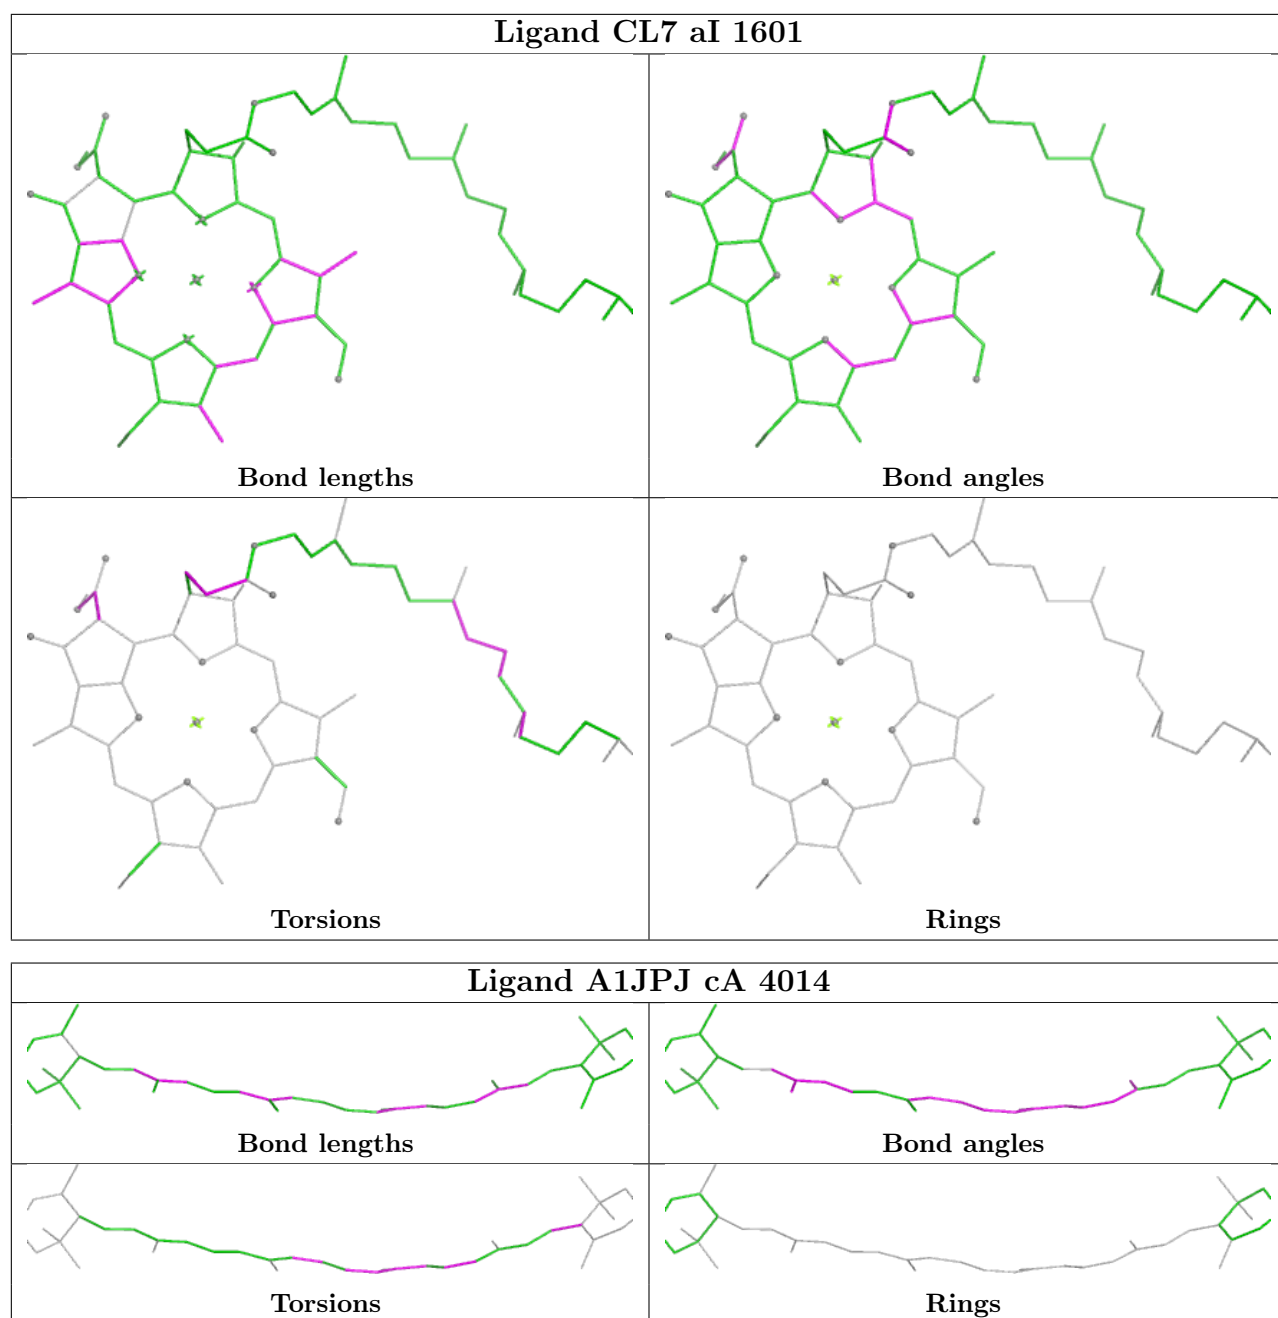 Ligand CL7 aI 1601
Bond lengths
Bond angles
Torsions
Rings
Ligand A1JPJ cA 4014
Bond lengths
Bond angles
Torsions
Rings